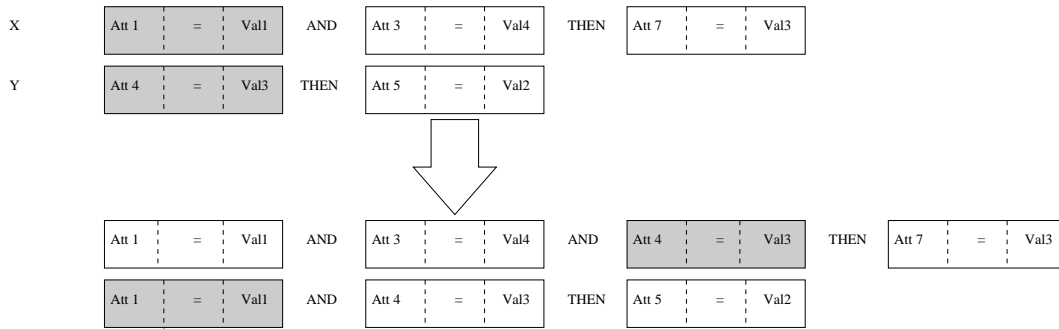 X Att 1 = Val1 AND Att 3 = Val4 THEN Att 7 = Val3
Y Att 4 = Val3 THEN Att 5 = Val2
Att 1 = Val1 AND Att 3 = Val4 AND Att 4 = Val3 THEN Att 7 = Val3
Att 1 = Val1 AND Att 4 = Val3 THEN Att 5 = Val2